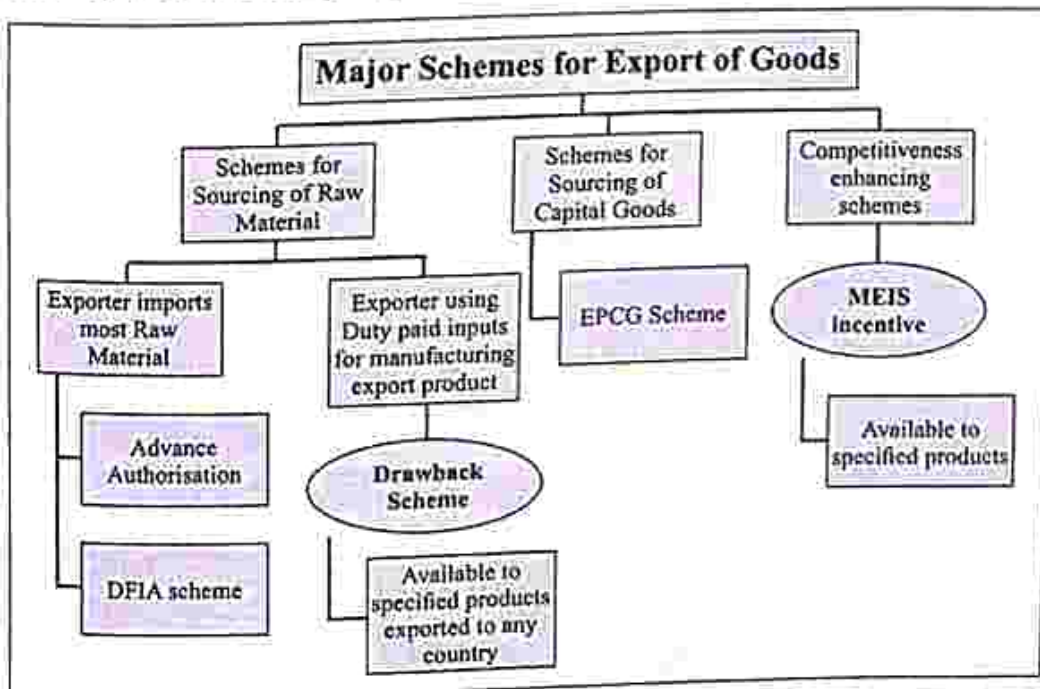 Major Schemes for Export of Goods
Schemes for
Sourcing of Raw
Material
Schemes for
Sourcing of
Capital Goods
Competitiveness
enhancing
schemes
Exporter imports
most Raw
Material
Exporter using
Duty paid inputs
for manufacturing
export product
EPCG Scheme
MEIS
Incentive
Advance
Authorisation
Drawback
Scheme
Available to
specified products
DFIA scheme
Available to
specified products
exported to any
country